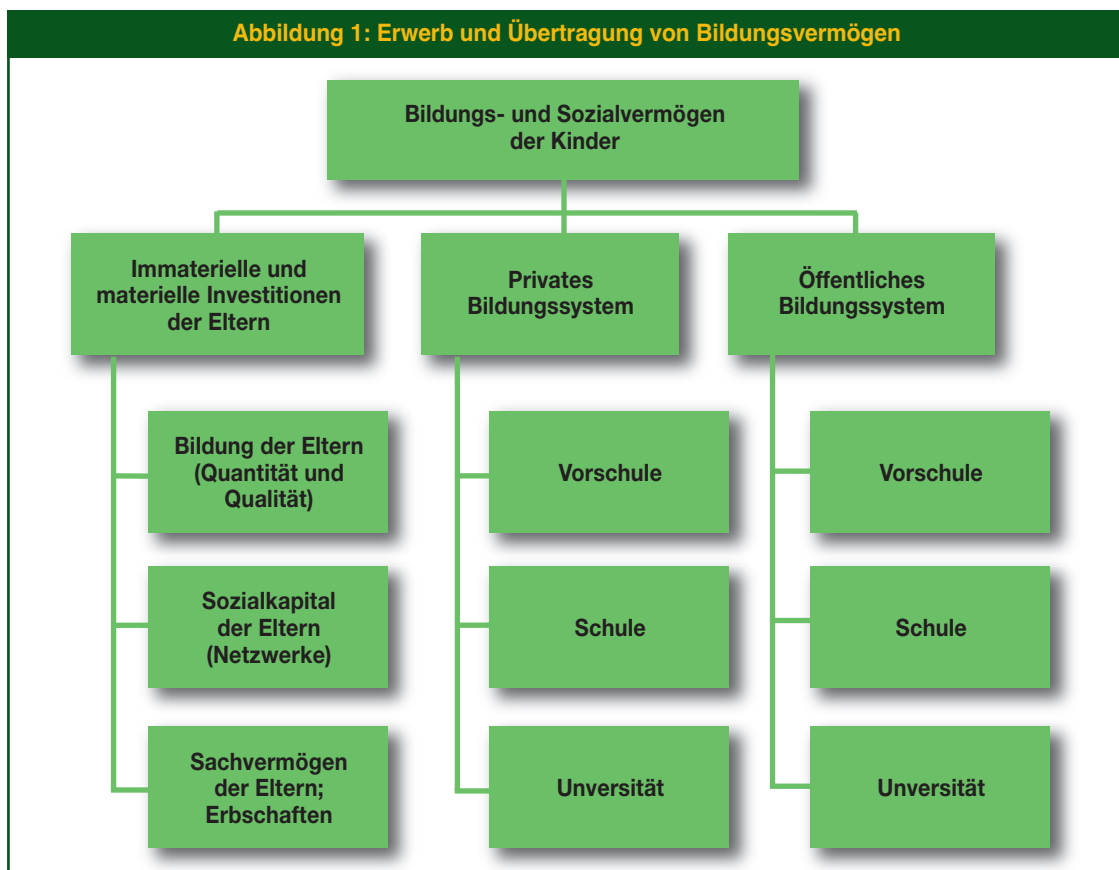 Abbildung 1: Erwerb und Übertragung von Bildungsvermögen
Bildungs- und Sozialvermögen
der Kinder
Immaterielle und
materielle Investitionen
der Eltern
Privates
Bildungssystem
Öffentliches
Bildungssystem
Bildung der Eltern
(Quantität und
Qualität)
Vorschule
Vorschule
Sozialkapital
der Eltern
(Netzwerke)
Schule
Schule
Sachvermögen
der Eltern;
Erbschaften
Unversität
Unversität